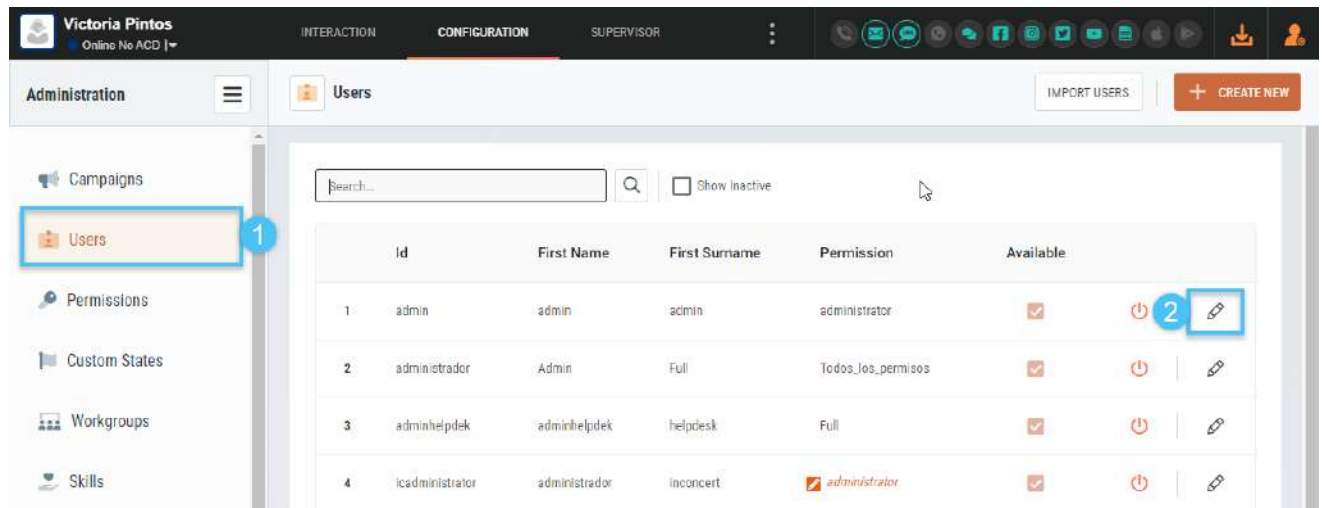 Victoria Pintos
Online No ACD
INTERACTION CONFIGURATION SUPERVISOR
Administration
Users
IMPORT USERS
+ CREATE NEW
Campaigns
Search...
Show Inactive
Users
1
Id First Name First Surname Permission Available
Permissions
1 admin admin admin administrator
2
Custom States
2 administrador Admin Full Todos_los_permisos
Workgroups
3 adminhelpdek adminhelpdek helpdesk Full
Skills
4 icadministrator administrador inconcert administrator